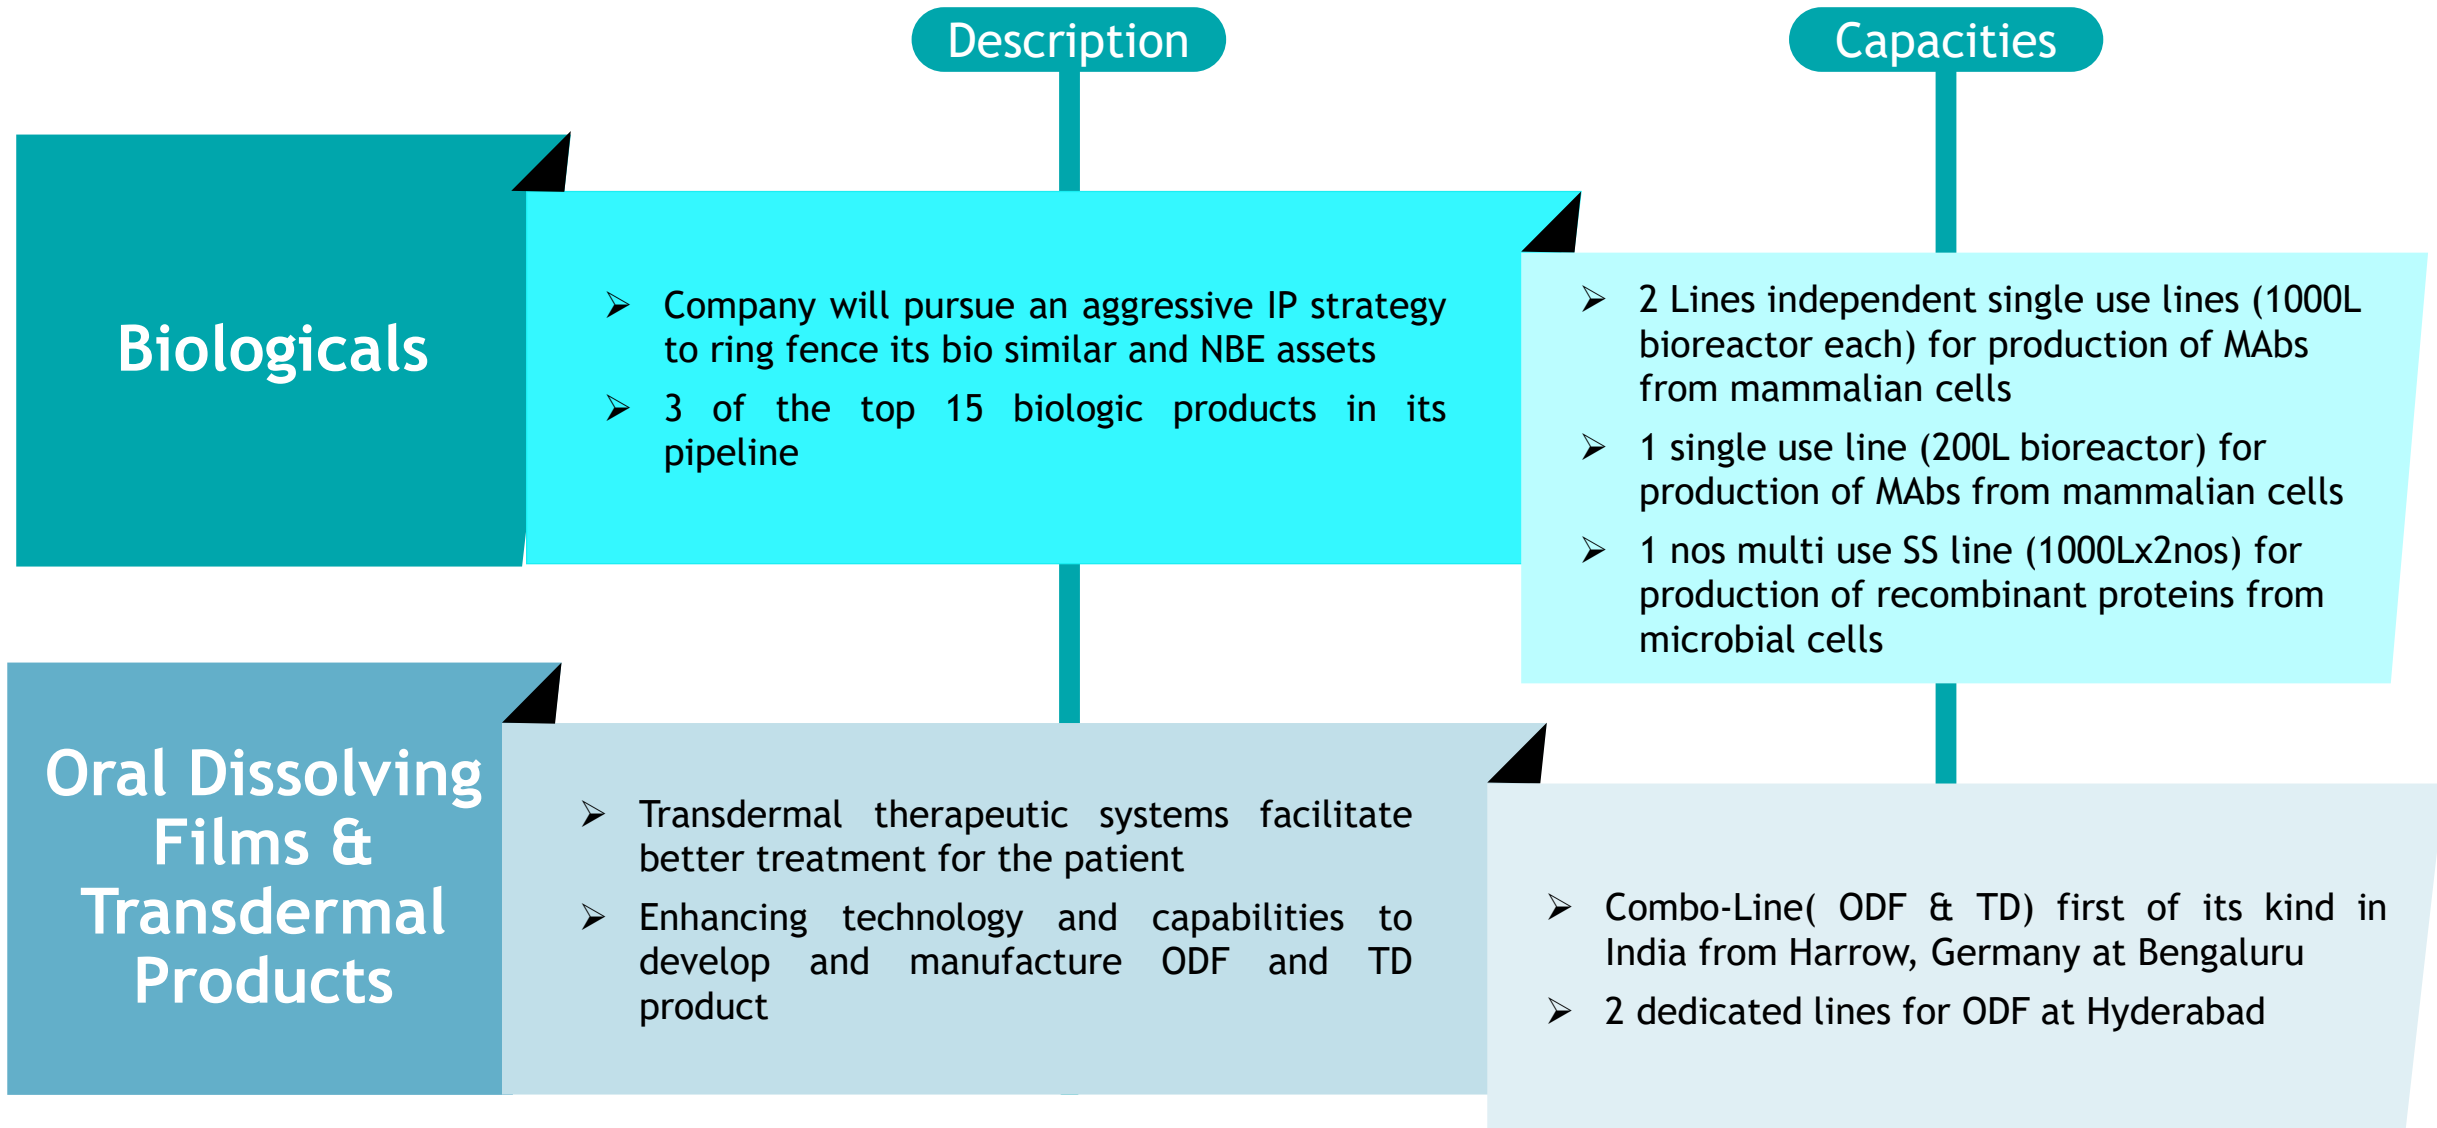 Description
Capacities
Biologicals
➢ Company will pursue an aggressive IP strategy
to ring fence its bio similar and NBE assets
➢ 3 of the top 15 biologic products in its
pipeline
➢ 2 Lines independent single use lines (1000L
bioreactor each) for production of MAbs
from mammalian cells
➢ 1 single use line (200L bioreactor) for
production of MAbs from mammalian cells
➢ 1 nos multi use SS line (1000Lx2nos) for
production of recombinant proteins from
microbial cells
Oral Dissolving
Films &
Transdermal
Products
➢ Transdermal therapeutic systems facilitate
better treatment for the patient
➢ Enhancing technology and capabilities to
develop and manufacture ODF and TD
product
➢ Combo-Line( ODF & TD) first of its kind in
India from Harrow, Germany at Bengaluru
➢ 2 dedicated lines for ODF at Hyderabad